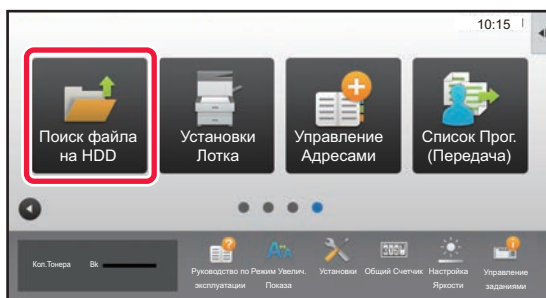 10:15
Поиск файла
на HDD
Установки
Лотка
Управление
Адресами
Список Прог.
(Передача)
Кол.Тонера Bk
Руководство по
эксплуатации
Режим Увелич.
Показа
Установки
Общий Счетчик
Настройка
Яркости
Управление
заданиями